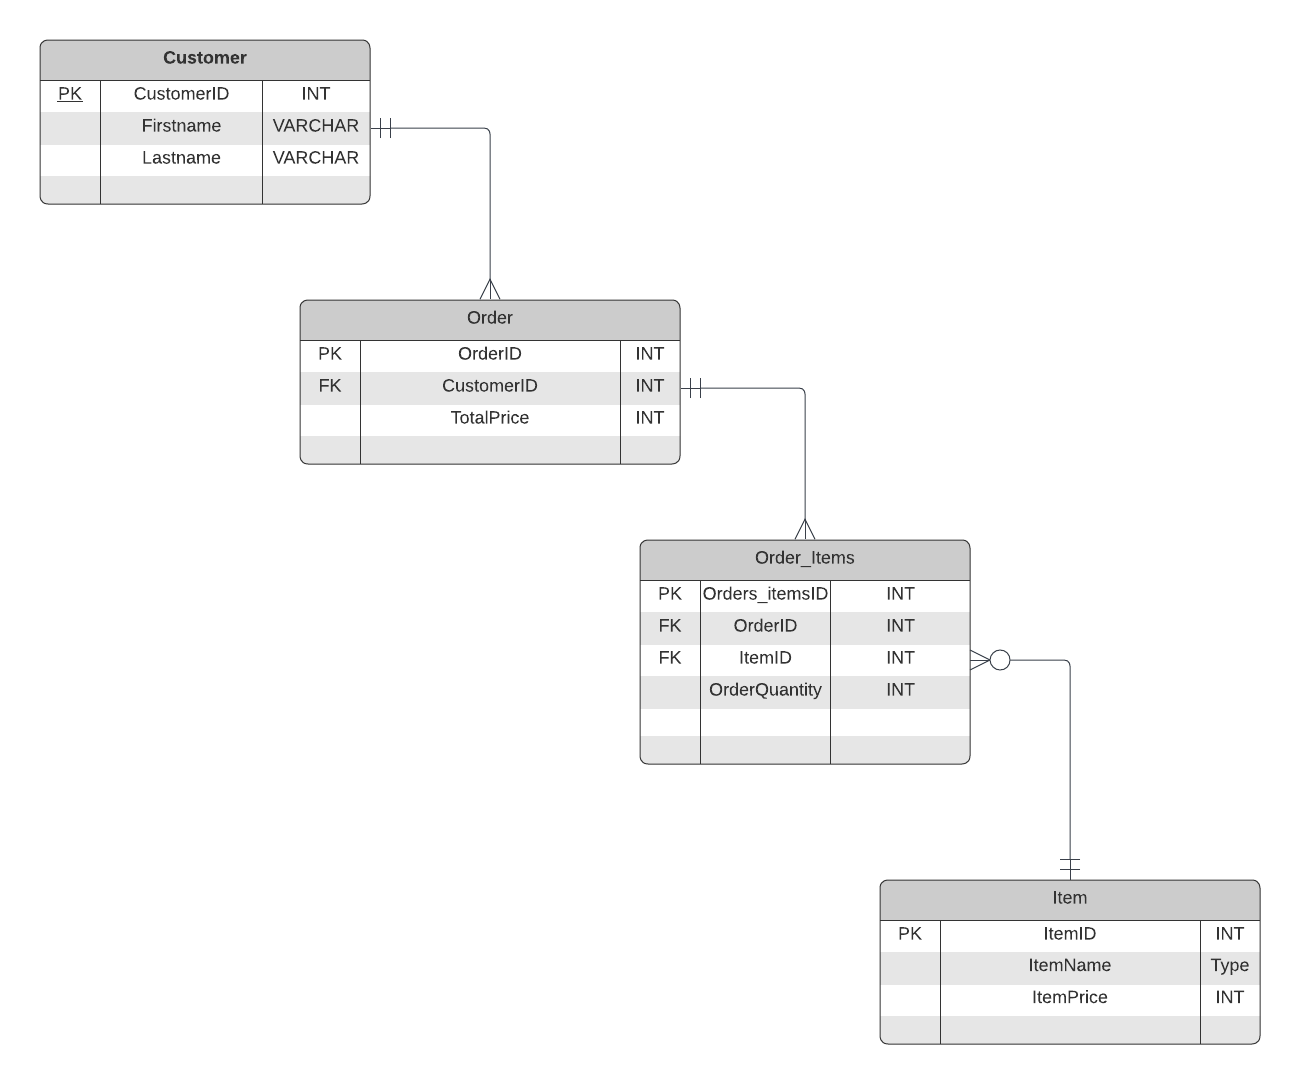 Customer
PK CustomerID INT
Firstname VARCHAR
Lastname VARCHAR
Order
PK OrderID INT
FK CustomerID INT
TotalPrice INT
Order_Items
PK Orders_itemsID INT
FK OrderID INT
FK ItemID INT
OrderQuantity INT
Item
PK ItemID INT
ItemName Type
ItemPrice INT